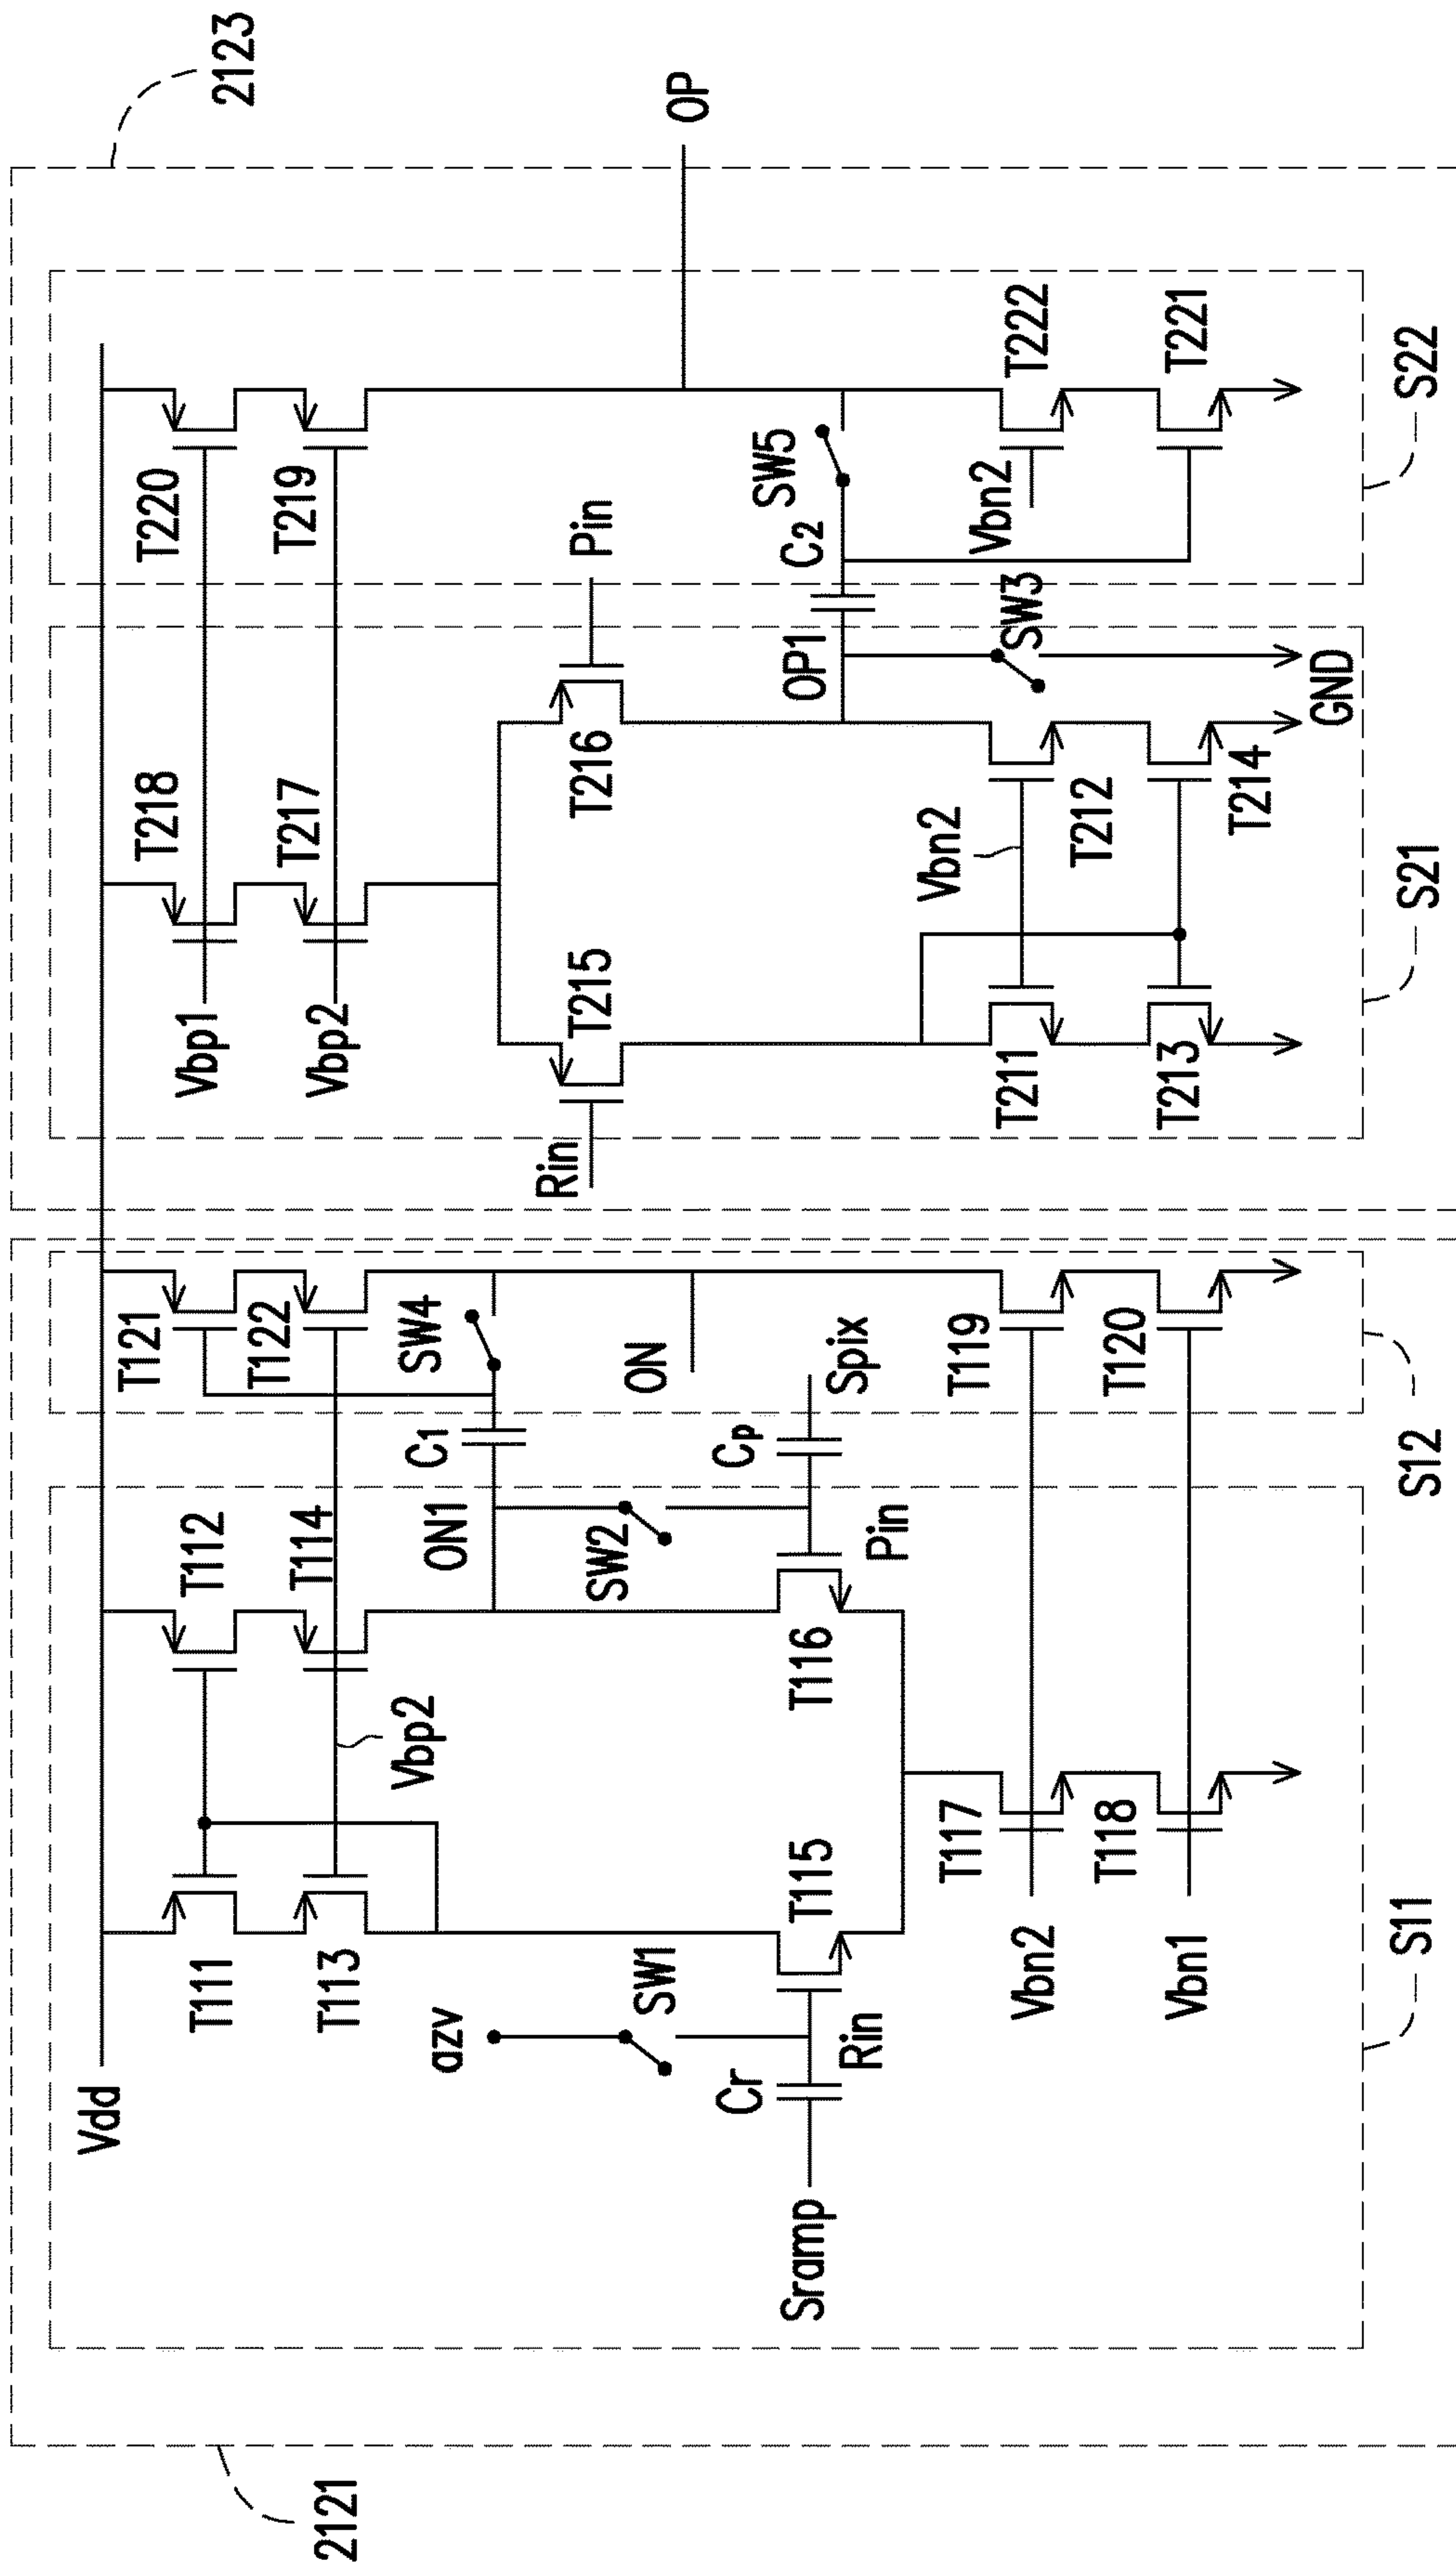 2121
2123
Vdd
T111
T112
T113
T114
Vbp2
azv
SW1
Cr
Sramp
Rin
T115
T116
Pin
SW2
ON1
C1
Cp
Spix
T117
T118
Vbn2
Vbn1
S11
T121
T122
SW4
ON
T119
T120
S12
Vbp1
Vbp2
T218
T217
Rin
T215
T216
Pin
OP1
Vbn2
T211
T212
T213
T214
SW3
GND
S21
T220
T219
C2
SW5
Vbn2
T222
T221
OP
S22